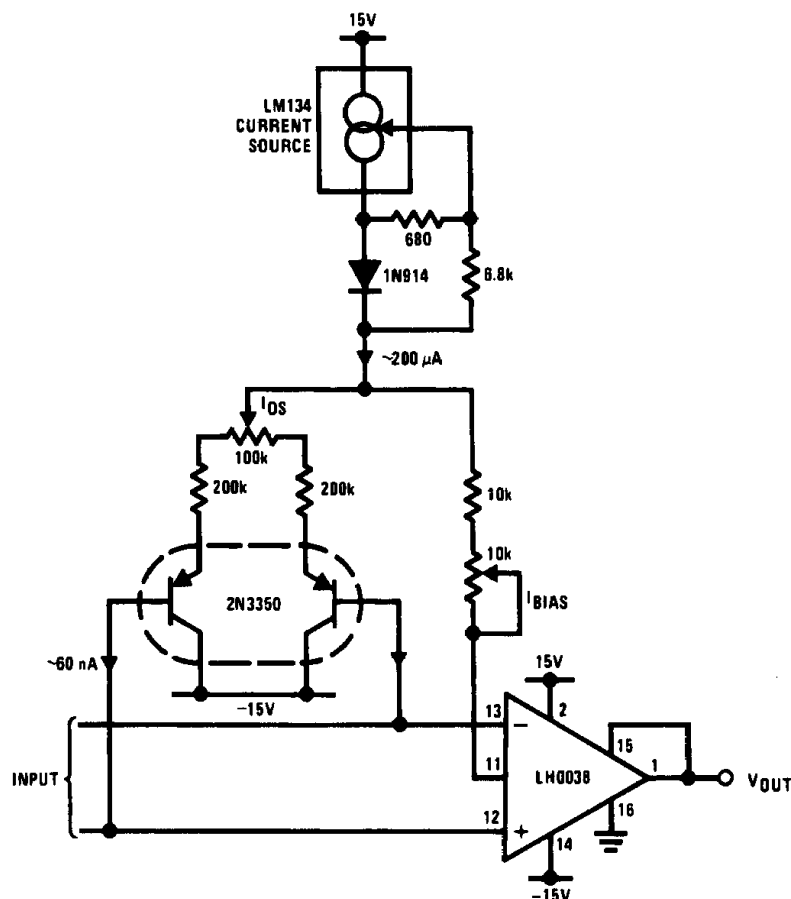 15V
LM134
CURRENT
SOURCE
680
1N914
6.8k
~200 μA
IOS
100k
200k
200k
10k
10k
2N3350
IBIAS
~60 nA
15V
-15V
13
-
2
15
INPUT
11
LH0038
1
VOUT
16
12
+
14
-15V